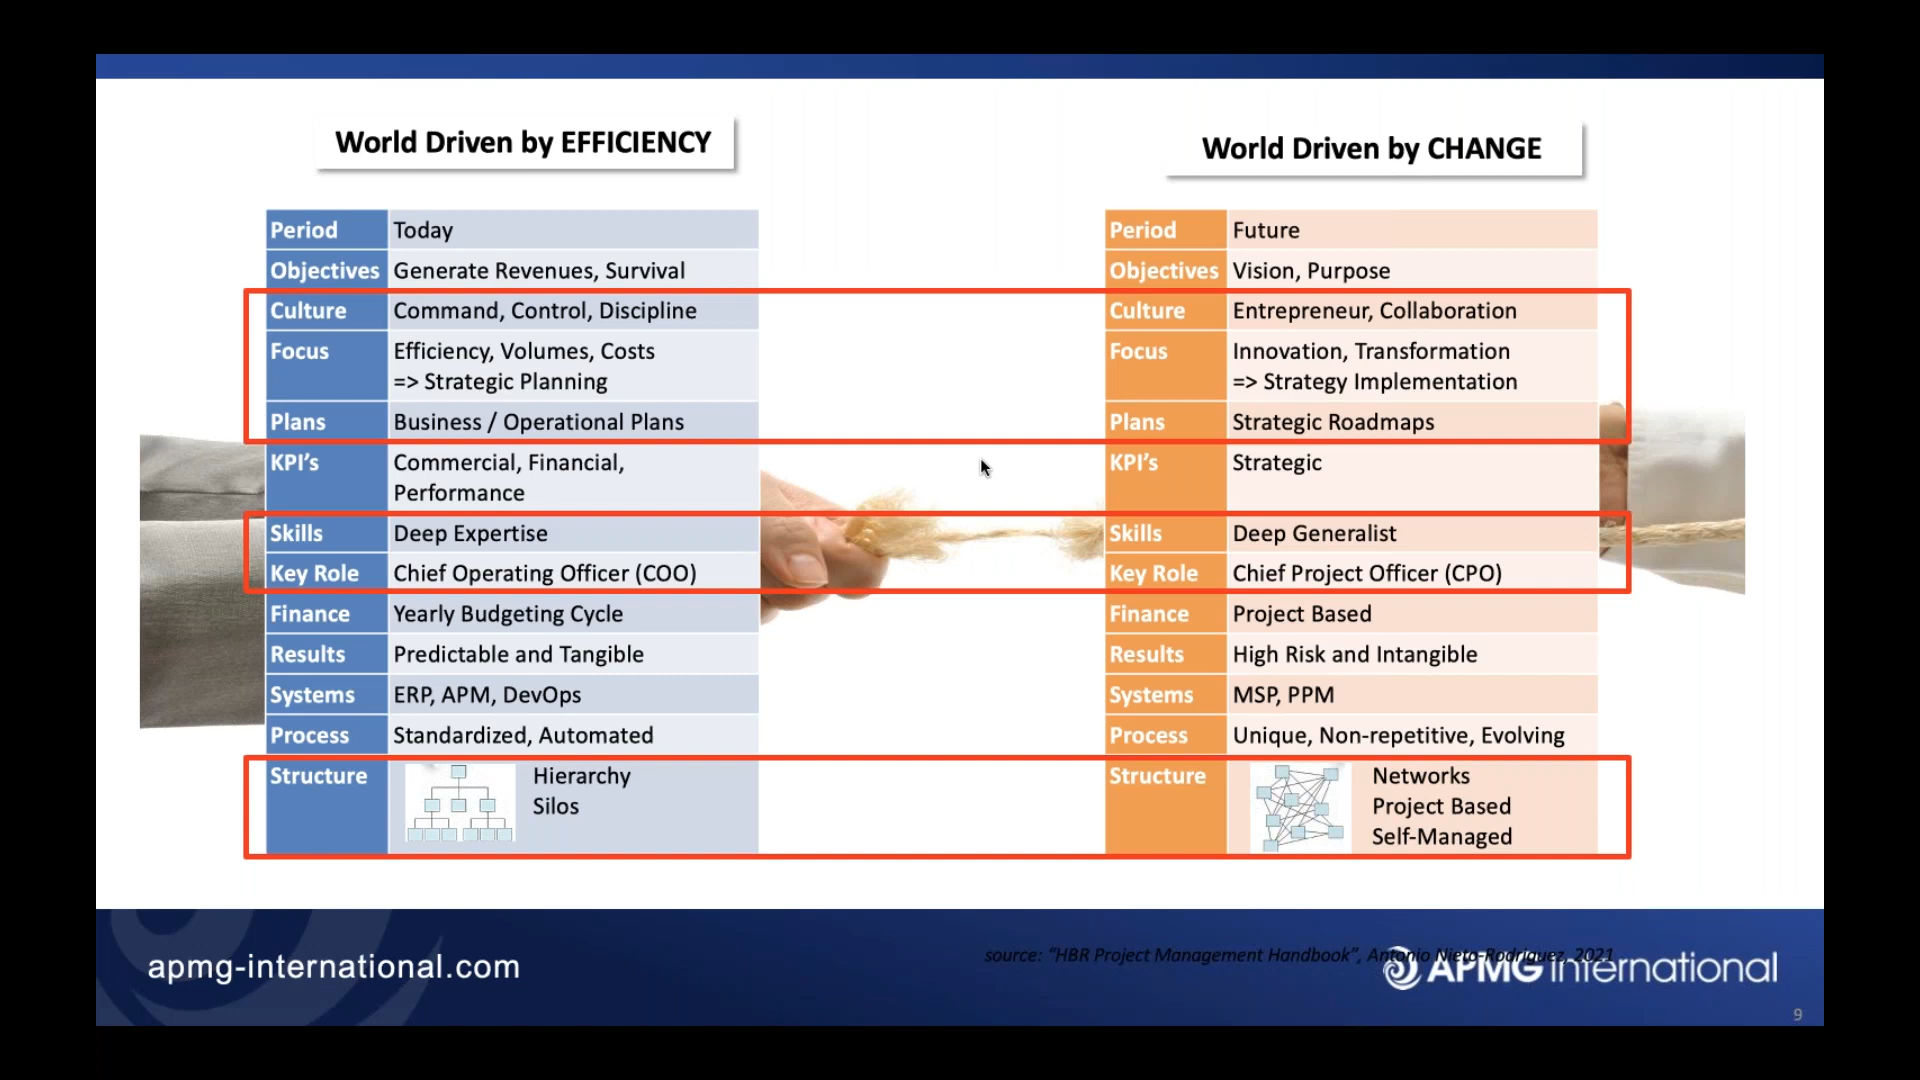 World Driven by EFFICIENCY
Period Today
Objectives Generate Revenues, Survival
Culture Command, Control, Discipline
Focus Efficiency, Volumes, Costs
=> Strategic Planning
Plans Business / Operational Plans
KPI’s Commercial, Financial,
Performance
Skills Deep Expertise
Key Role Chief Operating Officer (COO)
Finance Yearly Budgeting Cycle
Results Predictable and Tangible
Systems ERP, APM, DevOps
Process Standardized, Automated
Structure Hierarchy
Silos
World Driven by CHANGE
Period Future
Objectives Vision, Purpose
Culture Entrepreneur, Collaboration
Focus Innovation, Transformation
=> Strategy Implementation
Plans Strategic Roadmaps
KPI’s Strategic
Skills Deep Generalist
Key Role Chief Project Officer (CPO)
Finance Project Based
Results High Risk and Intangible
Systems MSP, PPM
Process Unique, Non-repetitive, Evolving
Structure Networks
Project Based
Self-Managed
source: “HBR Project Management Handbook”, Antonio Nieto-Rodriguez, 2021
apmg-international.com
APMG International
9